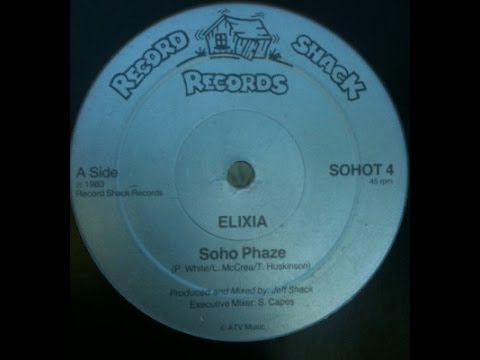 RECORD SHACK
RECORDS
A Side
℗ 1983
Record Shack Records
SOHOT 4
45 rpm
ELIXIA
Soho Phaze
(P. White/L. McCrea/T. Huskinson)
Produced and Mixed by: Jeff Shack
Executive Mixer: S. Capes
© ATV Music